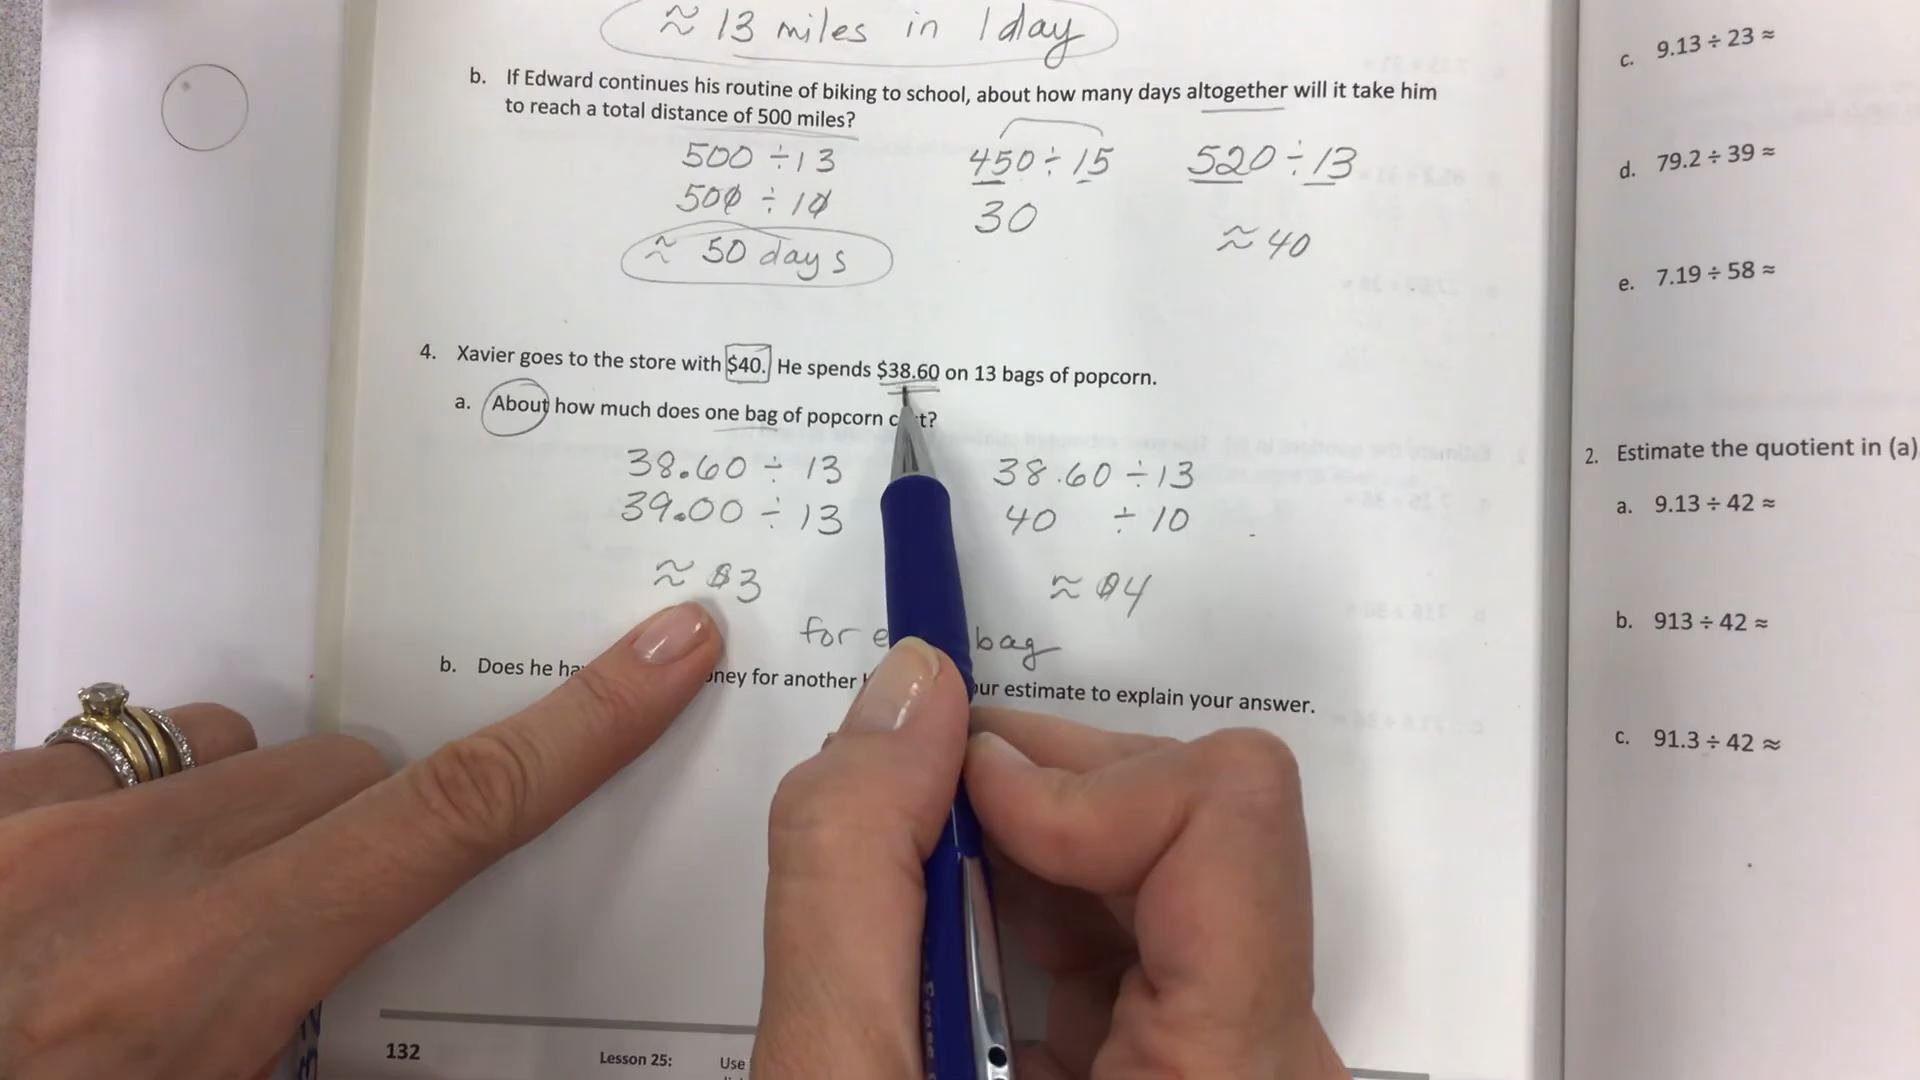 ≈ 13 miles in 1 day
b. If Edward continues his routine of biking to school, about how many days altogether will it take him
to reach a total distance of 500 miles?
500 ÷ 13
500 ÷ 10
≈ 50 days
450 ÷ 15
30
520 ÷ 13
≈ 40
4. Xavier goes to the store with $40. He spends $38.60 on 13 bags of popcorn.
a. About how much does one bag of popcorn t?
38.60 ÷ 13
39.00 ÷ 13
≈ $3
38.60 ÷ 13
40 ÷ 10
≈ $4
for bag
b. Does he money for another estimate to explain your answer.
132 Lesson 25: Use
c. 9.13 ÷ 23 ≈
d. 79.2 ÷ 39 ≈
e. 7.19 ÷ 58 ≈
2. Estimate the quotient in (a)
a. 9.13 ÷ 42 ≈
b. 913 ÷ 42 ≈
c. 91.3 ÷ 42 ≈